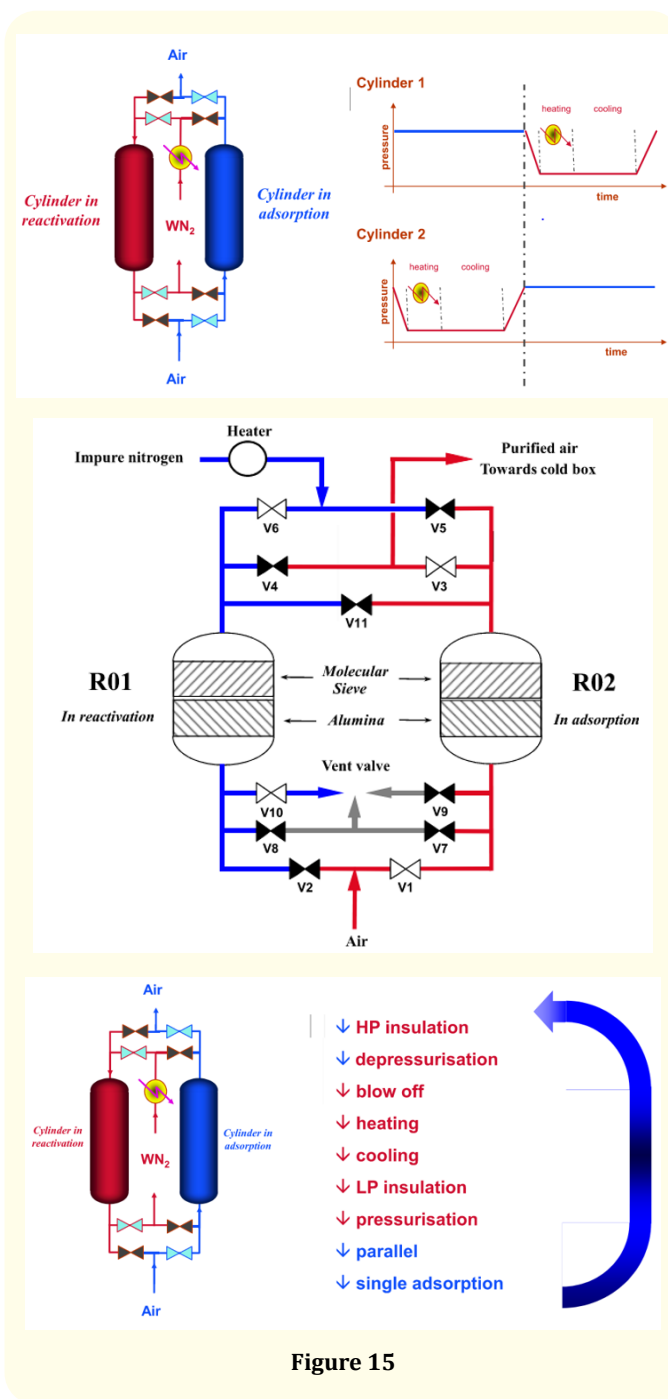 Air
Cylinder in
reactivation
WN2
Cylinder in
adsorption
Air
Cylinder 1
pressure
heating
cooling
time
Cylinder 2
pressure
heating
cooling
time
Heater
Impure nitrogen
Purified air
Towards cold box
V6
V5
V4
V3
V11
R01
In reactivation
Molecular
Sieve
Alumina
R02
In adsorption
Vent valve
V10
V9
V8
V7
V2
V1
Air
Air
Cylinder in
reactivation
WN2
Cylinder in
adsorption
Air
↓ HP insulation
↓ depressurisation
↓ blow off
↓ heating
↓ cooling
↓ LP insulation
↓ pressurisation
↓ parallel
↓ single adsorption
Figure 15